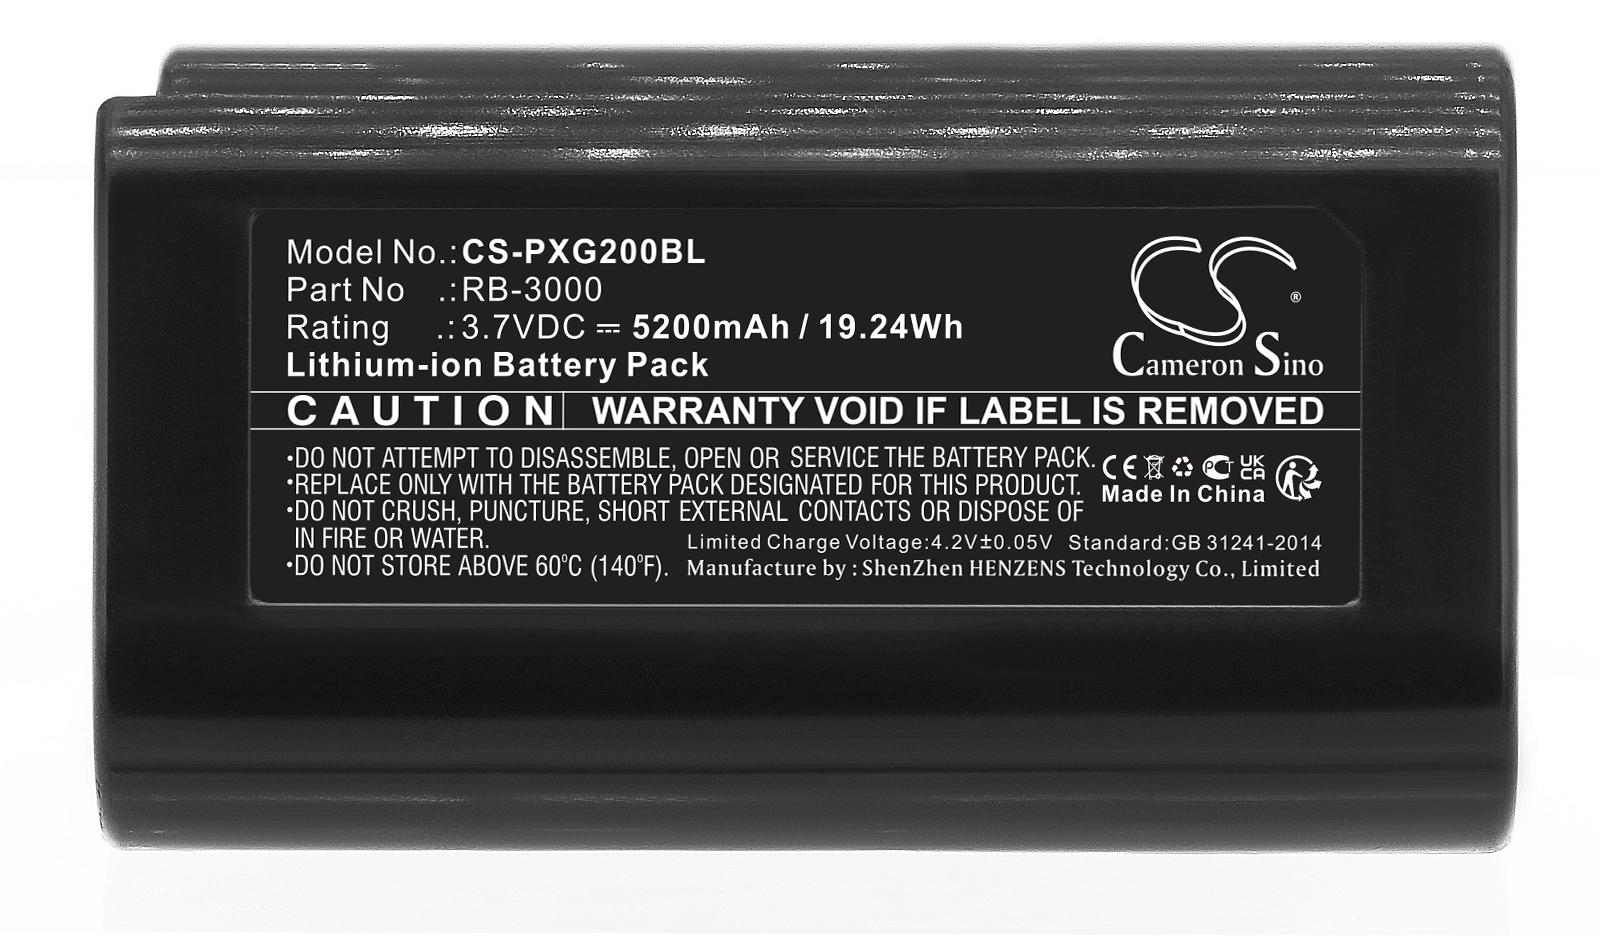 Model No.:CS-PXG200BL
Part No .:RB-3000
Rating .:3.7VDC ⎓ 5200mAh / 19.24Wh
Lithium-ion Battery Pack
CS®
Cameron Sino
CAUTION WARRANTY VOID IF LABEL IS REMOVED
•DO NOT ATTEMPT TO DISASSEMBLE, OPEN OR SERVICE THE BATTERY PACK.
•REPLACE ONLY WITH THE BATTERY PACK DESIGNATED FOR THIS PRODUCT.
•DO NOT CRUSH, PUNCTURE, SHORT EXTERNAL CONTACTS OR DISPOSE OF
IN FIRE OR WATER.
•DO NOT STORE ABOVE 60°C (140°F).
CE PCT UKCA
Made In China
Limited Charge Voltage:4.2V±0.05V Standard:GB 31241-2014
Manufacture by : ShenZhen HENZENS Technology Co., Limited